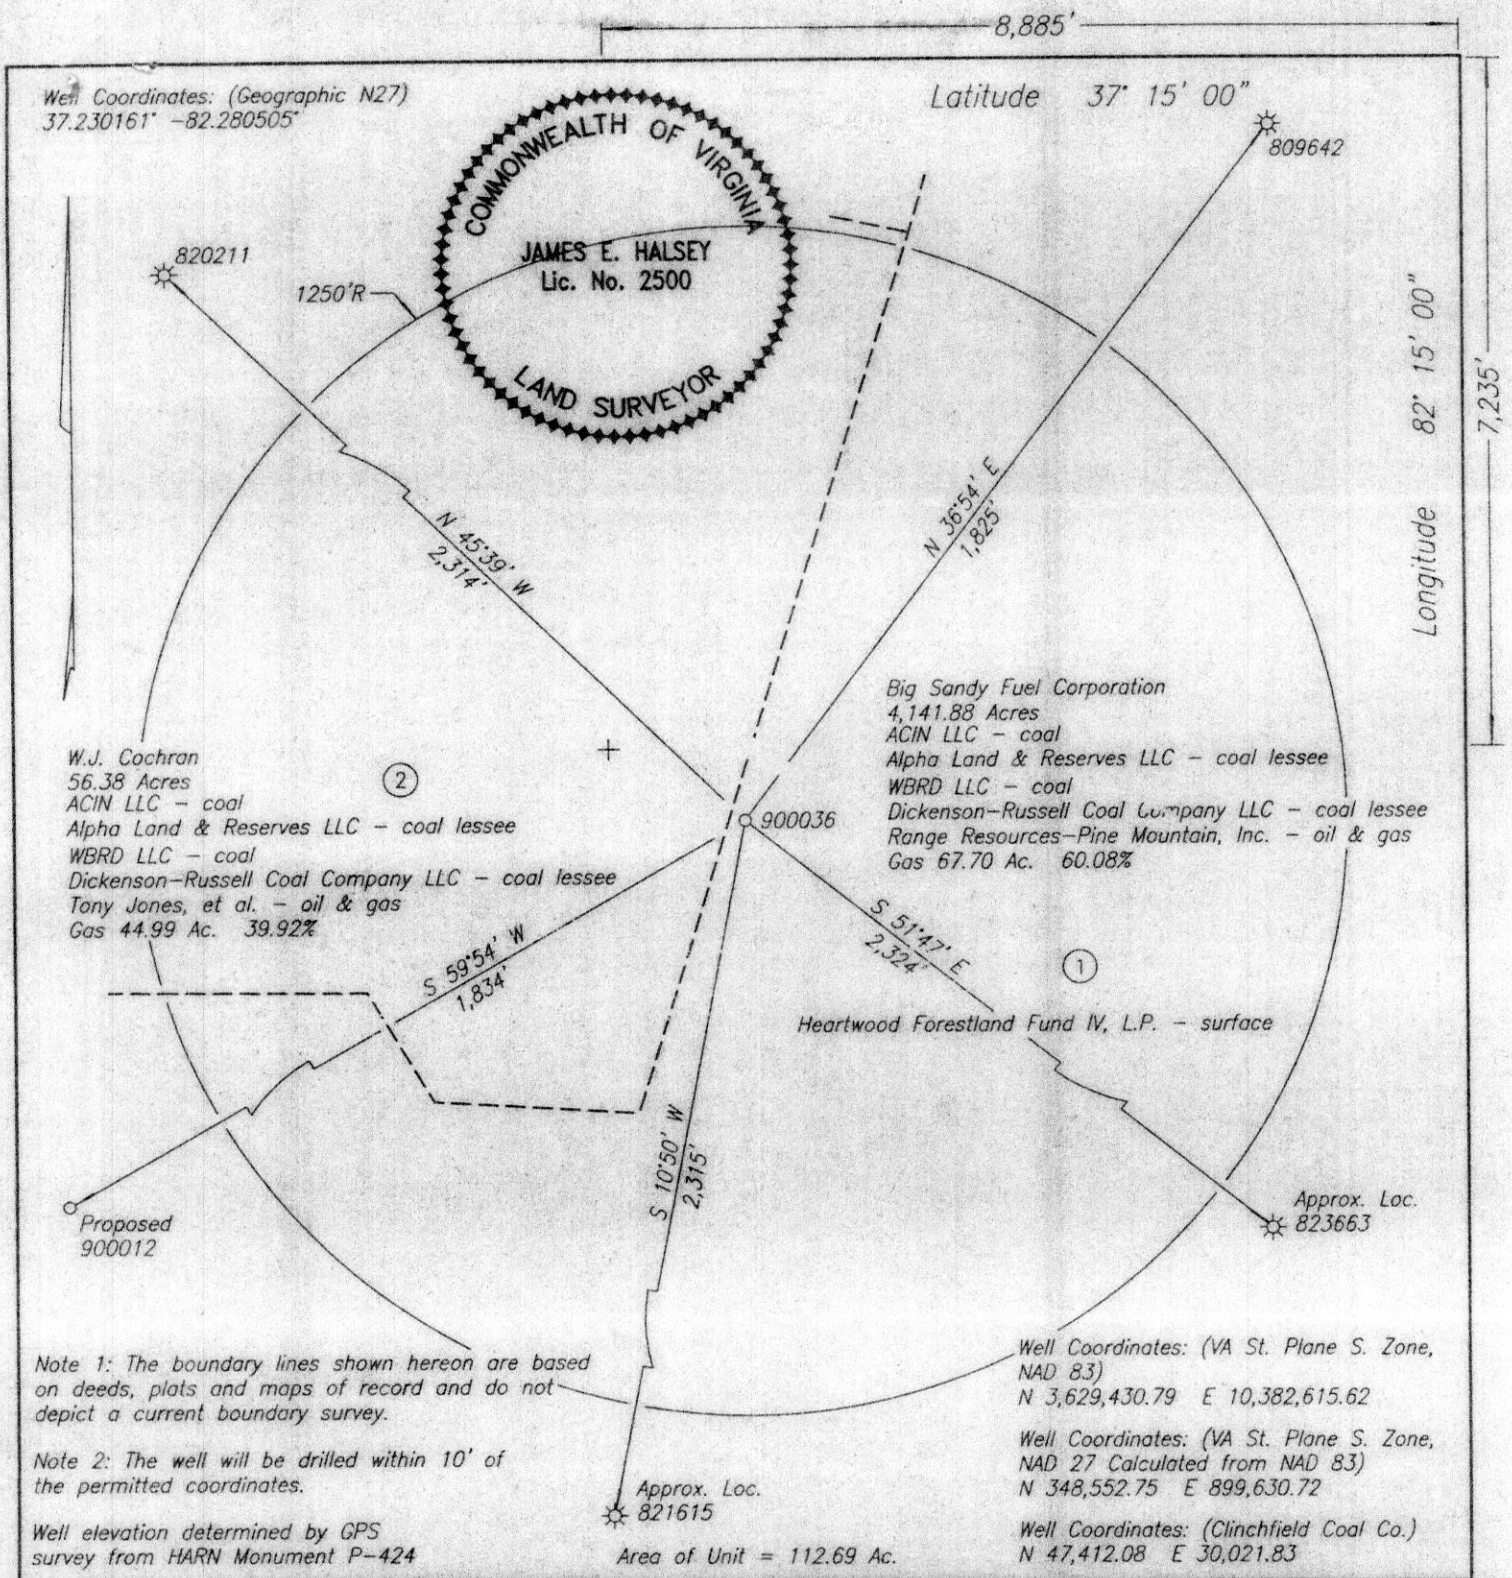 8,885'
Well Coordinates: (Geographic N27)
37.230161° -82.280505°
Latitude 37° 15' 00"
809642
COMMONWEALTH OF VIRGINIA
JAMES E. HALSEY
Lic. No. 2500
LAND SURVEYOR
820211
1250'R
Longitude 82° 15' 00"
7,235'
N 45°39' W
2,314'
N 36°54' E
1,825'
W.J. Cochran
56.38 Acres
ACIN LLC - coal
Alpha Land & Reserves LLC - coal lessee
WBRD LLC - coal
Dickenson-Russell Coal Company LLC - coal lessee
Tony Jones, et al. - oil & gas
Gas 44.99 Ac. 39.92%
2
Big Sandy Fuel Corporation
4,141.88 Acres
ACIN LLC - coal
Alpha Land & Reserves LLC - coal lessee
WBRD LLC - coal
Dickenson-Russell Coal Company LLC - coal lessee
Range Resources-Pine Mountain, Inc. - oil & gas
Gas 67.70 Ac. 60.08%
900036
S 59°54' W
1,834'
S 51°47' E
2,324'
1
Heartwood Forestland Fund IV, L.P. - surface
S 10°50' W
2,315'
Proposed
900012
Approx. Loc.
823663
Note 1: The boundary lines shown hereon are based
on deeds, plats and maps of record and do not
depict a current boundary survey.
Note 2: The well will be drilled within 10' of
the permitted coordinates.
Well elevation determined by GPS
survey from HARN Monument P-424
Approx. Loc.
821615
Area of Unit = 112.69 Ac.
Well Coordinates: (VA St. Plane S. Zone,
NAD 83)
N 3,629,430.79 E 10,382,615.62
Well Coordinates: (VA St. Plane S. Zone,
NAD 27 Calculated from NAD 83)
N 348,552.75 E 899,630.72
Well Coordinates: (Clinchfield Coal Co.)
N 47,412.08 E 30,021.83